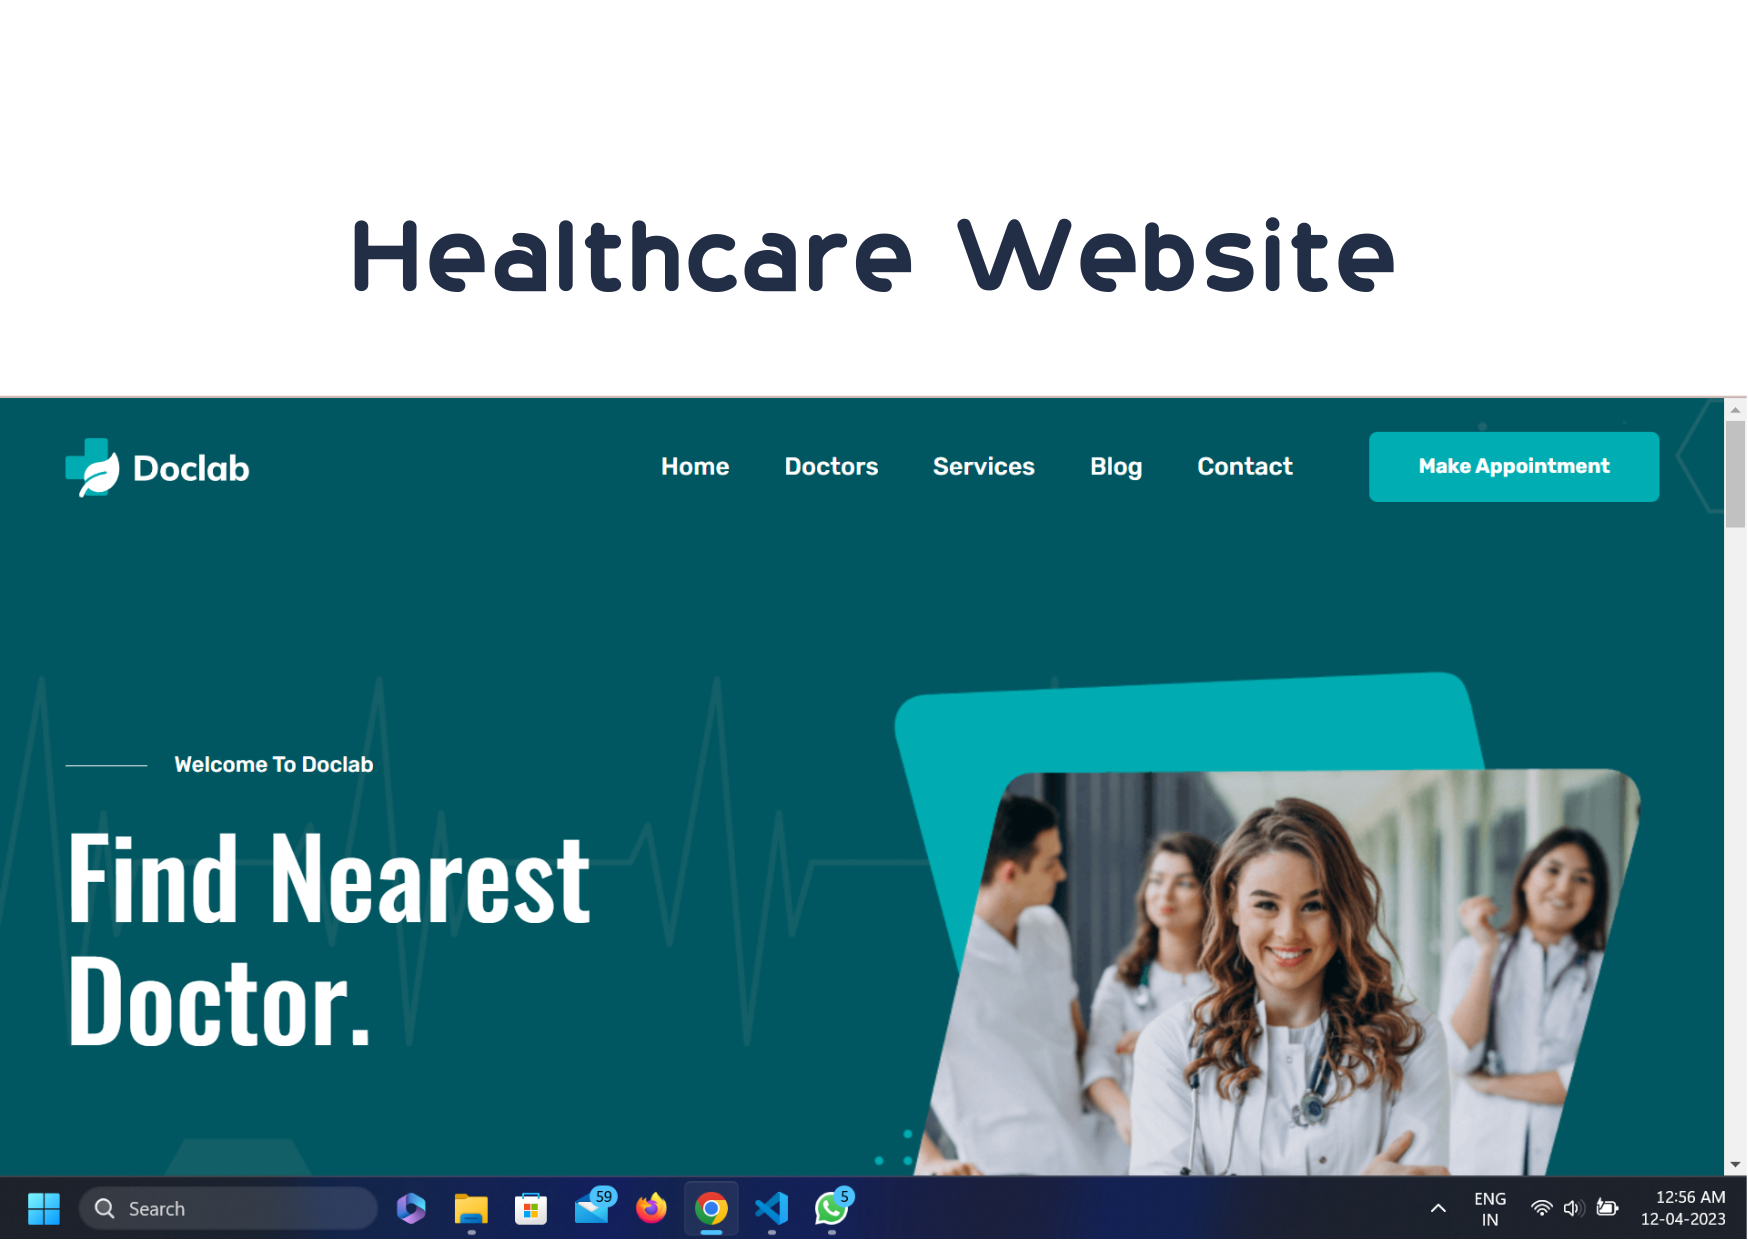 Healthcare Website
Doclab
Home Doctors Services Blog Contact Make Appointment
Welcome To Doclab
Find Nearest
Doctor.
Search
59
5
ENG
IN
12:56 AM
12-04-2023